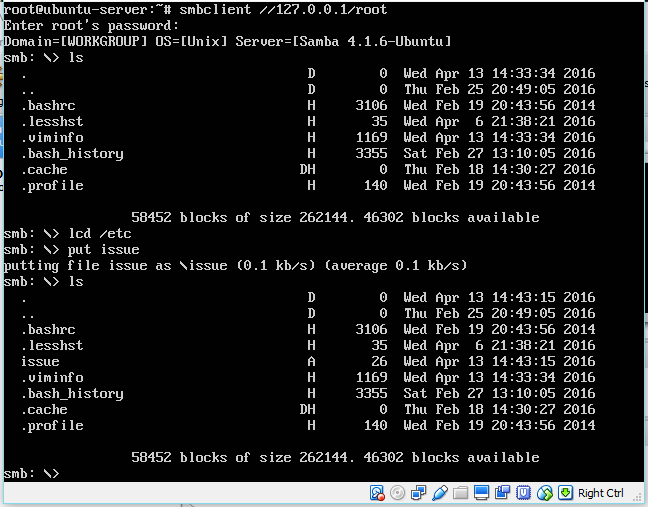 root@ubuntu-server:~# smbclient //127.0.0.1/root
Enter root's password:
Domain=[WORKGROUP] OS=[Unix] Server=[Samba 4.1.6-Ubuntu]
smb: \> ls
  .                                   D        0  Wed Apr 13 14:33:34 2016
  ..                                  D        0  Thu Feb 25 20:49:05 2016
  .bashrc                             H     3106  Wed Feb 19 20:43:56 2014
  .lesshst                            H       35  Wed Apr  6 21:38:21 2016
  .viminfo                            H     1169  Wed Apr 13 14:33:34 2016
  .bash_history                       H     3355  Sat Feb 27 13:10:05 2016
  .cache                             DH        0  Thu Feb 18 14:30:27 2016
  .profile                            H      140  Wed Feb 19 20:43:56 2014
                58452 blocks of size 262144. 46302 blocks available
smb: \> lcd /etc
smb: \> put issue
putting file issue as \issue (0.1 kb/s) (average 0.1 kb/s)
smb: \> ls
  .                                   D        0  Wed Apr 13 14:43:15 2016
  ..                                  D        0  Thu Feb 25 20:49:05 2016
  .bashrc                             H     3106  Wed Feb 19 20:43:56 2014
  .lesshst                            H       35  Wed Apr  6 21:38:21 2016
  issue                               A       26  Wed Apr 13 14:43:15 2016
  .viminfo                            H     1169  Wed Apr 13 14:33:34 2016
  .bash_history                       H     3355  Sat Feb 27 13:10:05 2016
  .cache                             DH        0  Thu Feb 18 14:30:27 2016
  .profile                            H      140  Wed Feb 19 20:43:56 2014
                58452 blocks of size 262144. 46302 blocks available
smb: \>
Right Ctrl